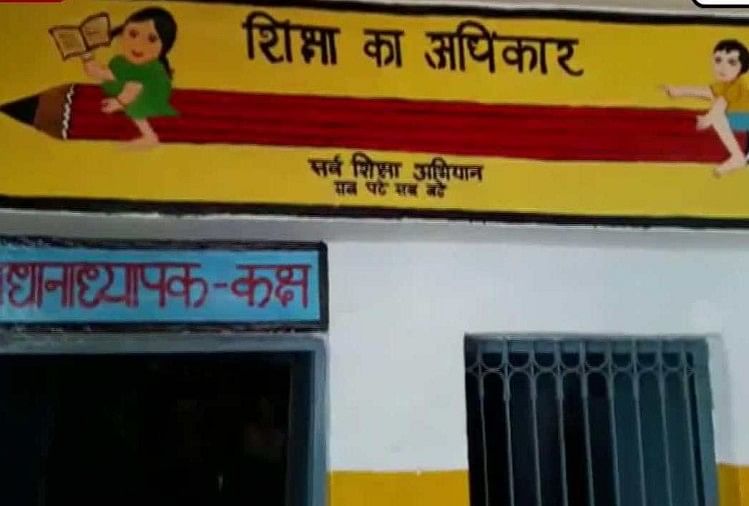 शिक्षा का अधिकार
सर्व शिक्षा अभियान
सब पढे सब बढे
धानाध्यापक-कक्ष